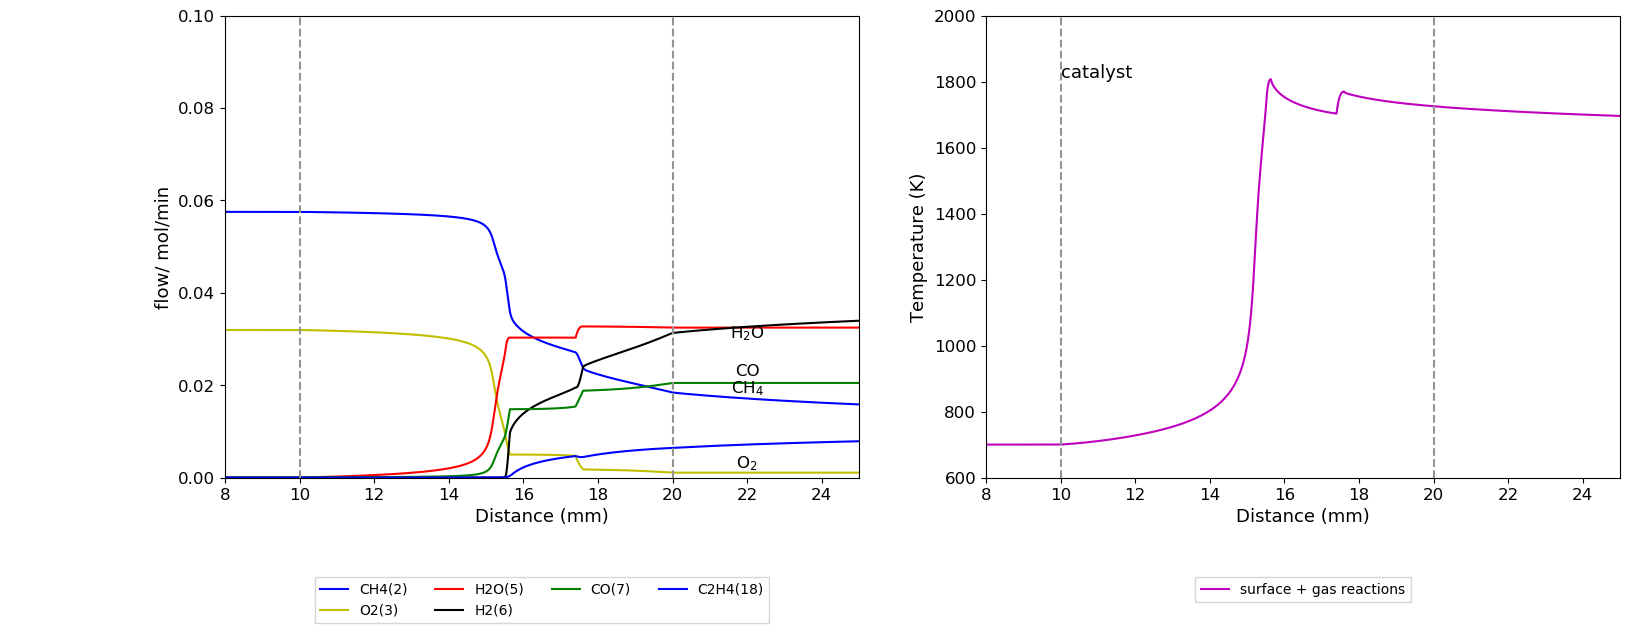 0.10
0.08
0.06
0.04
0.02
0.00
flow/ mol/min
8 10 12 14 16 18 20 22 24
Distance (mm)
H₂O
CO
CH₄
O₂
CH4(2) H2O(5) CO(7) C2H4(18)
O2(3) H2(6)
2000
1800
1600
1400
1200
1000
800
600
Temperature (K)
catalyst
8 10 12 14 16 18 20 22 24
Distance (mm)
surface + gas reactions